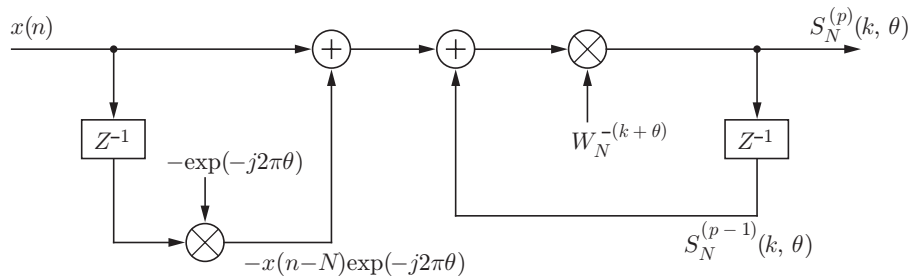 x(n)
S_N^{(p)}(k, θ)
+
+
×
Z^{-1}
W_N^{-(k + θ)}
Z^{-1}
-exp(-j2πθ)
×
S_N^{(p - 1)}(k, θ)
-x(n-N)exp(-j2πθ)